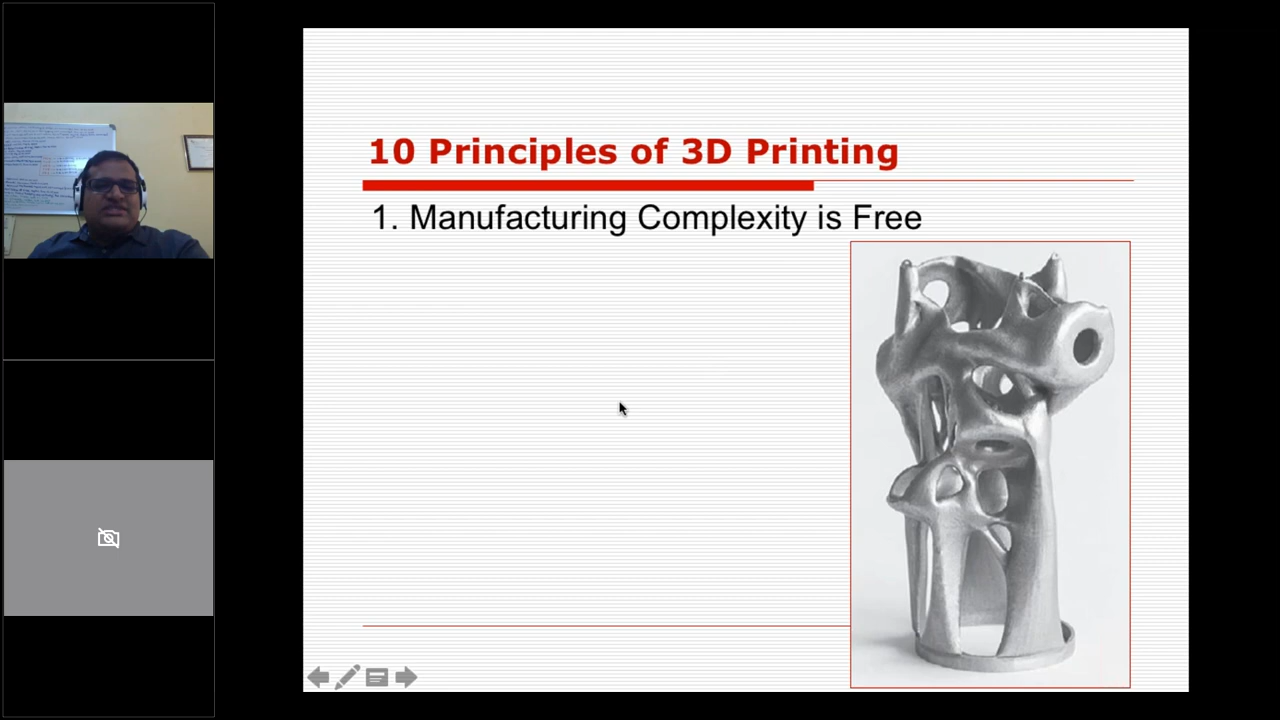 10 Principles of 3D Printing
1. Manufacturing Complexity is Free